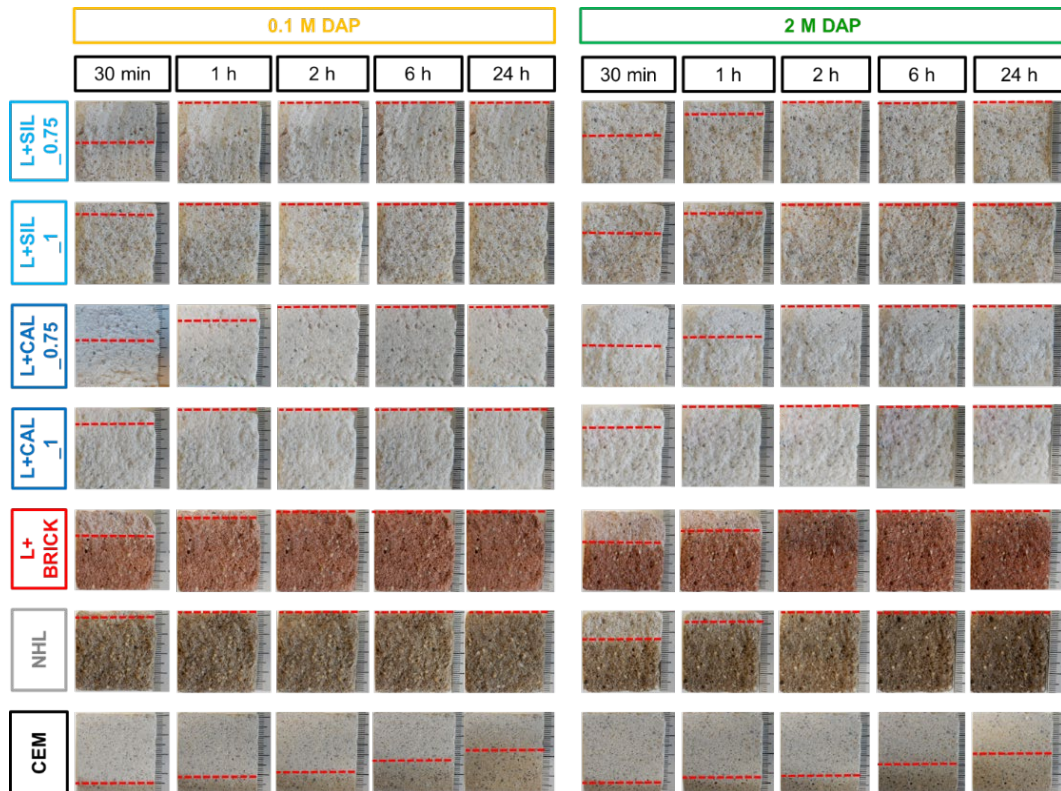 0.1 M DAP
2 M DAP
30 min
1 h
2 h
6 h
24 h
30 min
1 h
2 h
6 h
24 h
L+SIL
_0.75
L+SIL
_1
L+CAL
_0.75
L+CAL
_1
L+
BRICK
NHL
CEM